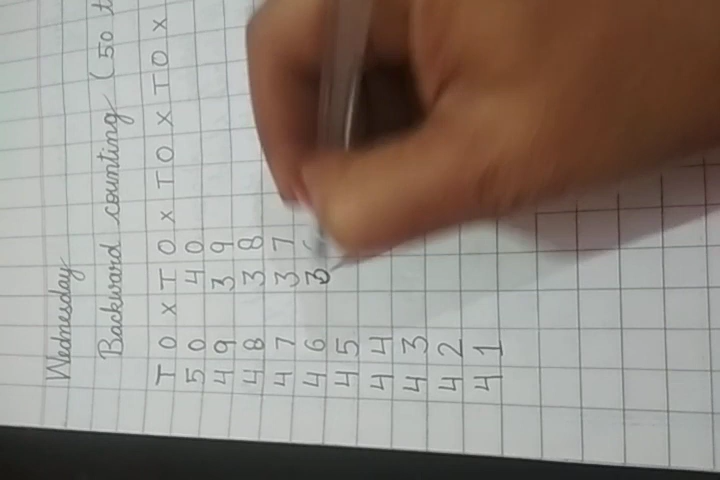 Wednesday
Backward counting (50 t
T O x T O x T O x T O x
5 0 4 0
4 9 3 9
4 8 3 8
4 7 3 7
4 6 3
4 5
4 4
4 3
4 2
4 1